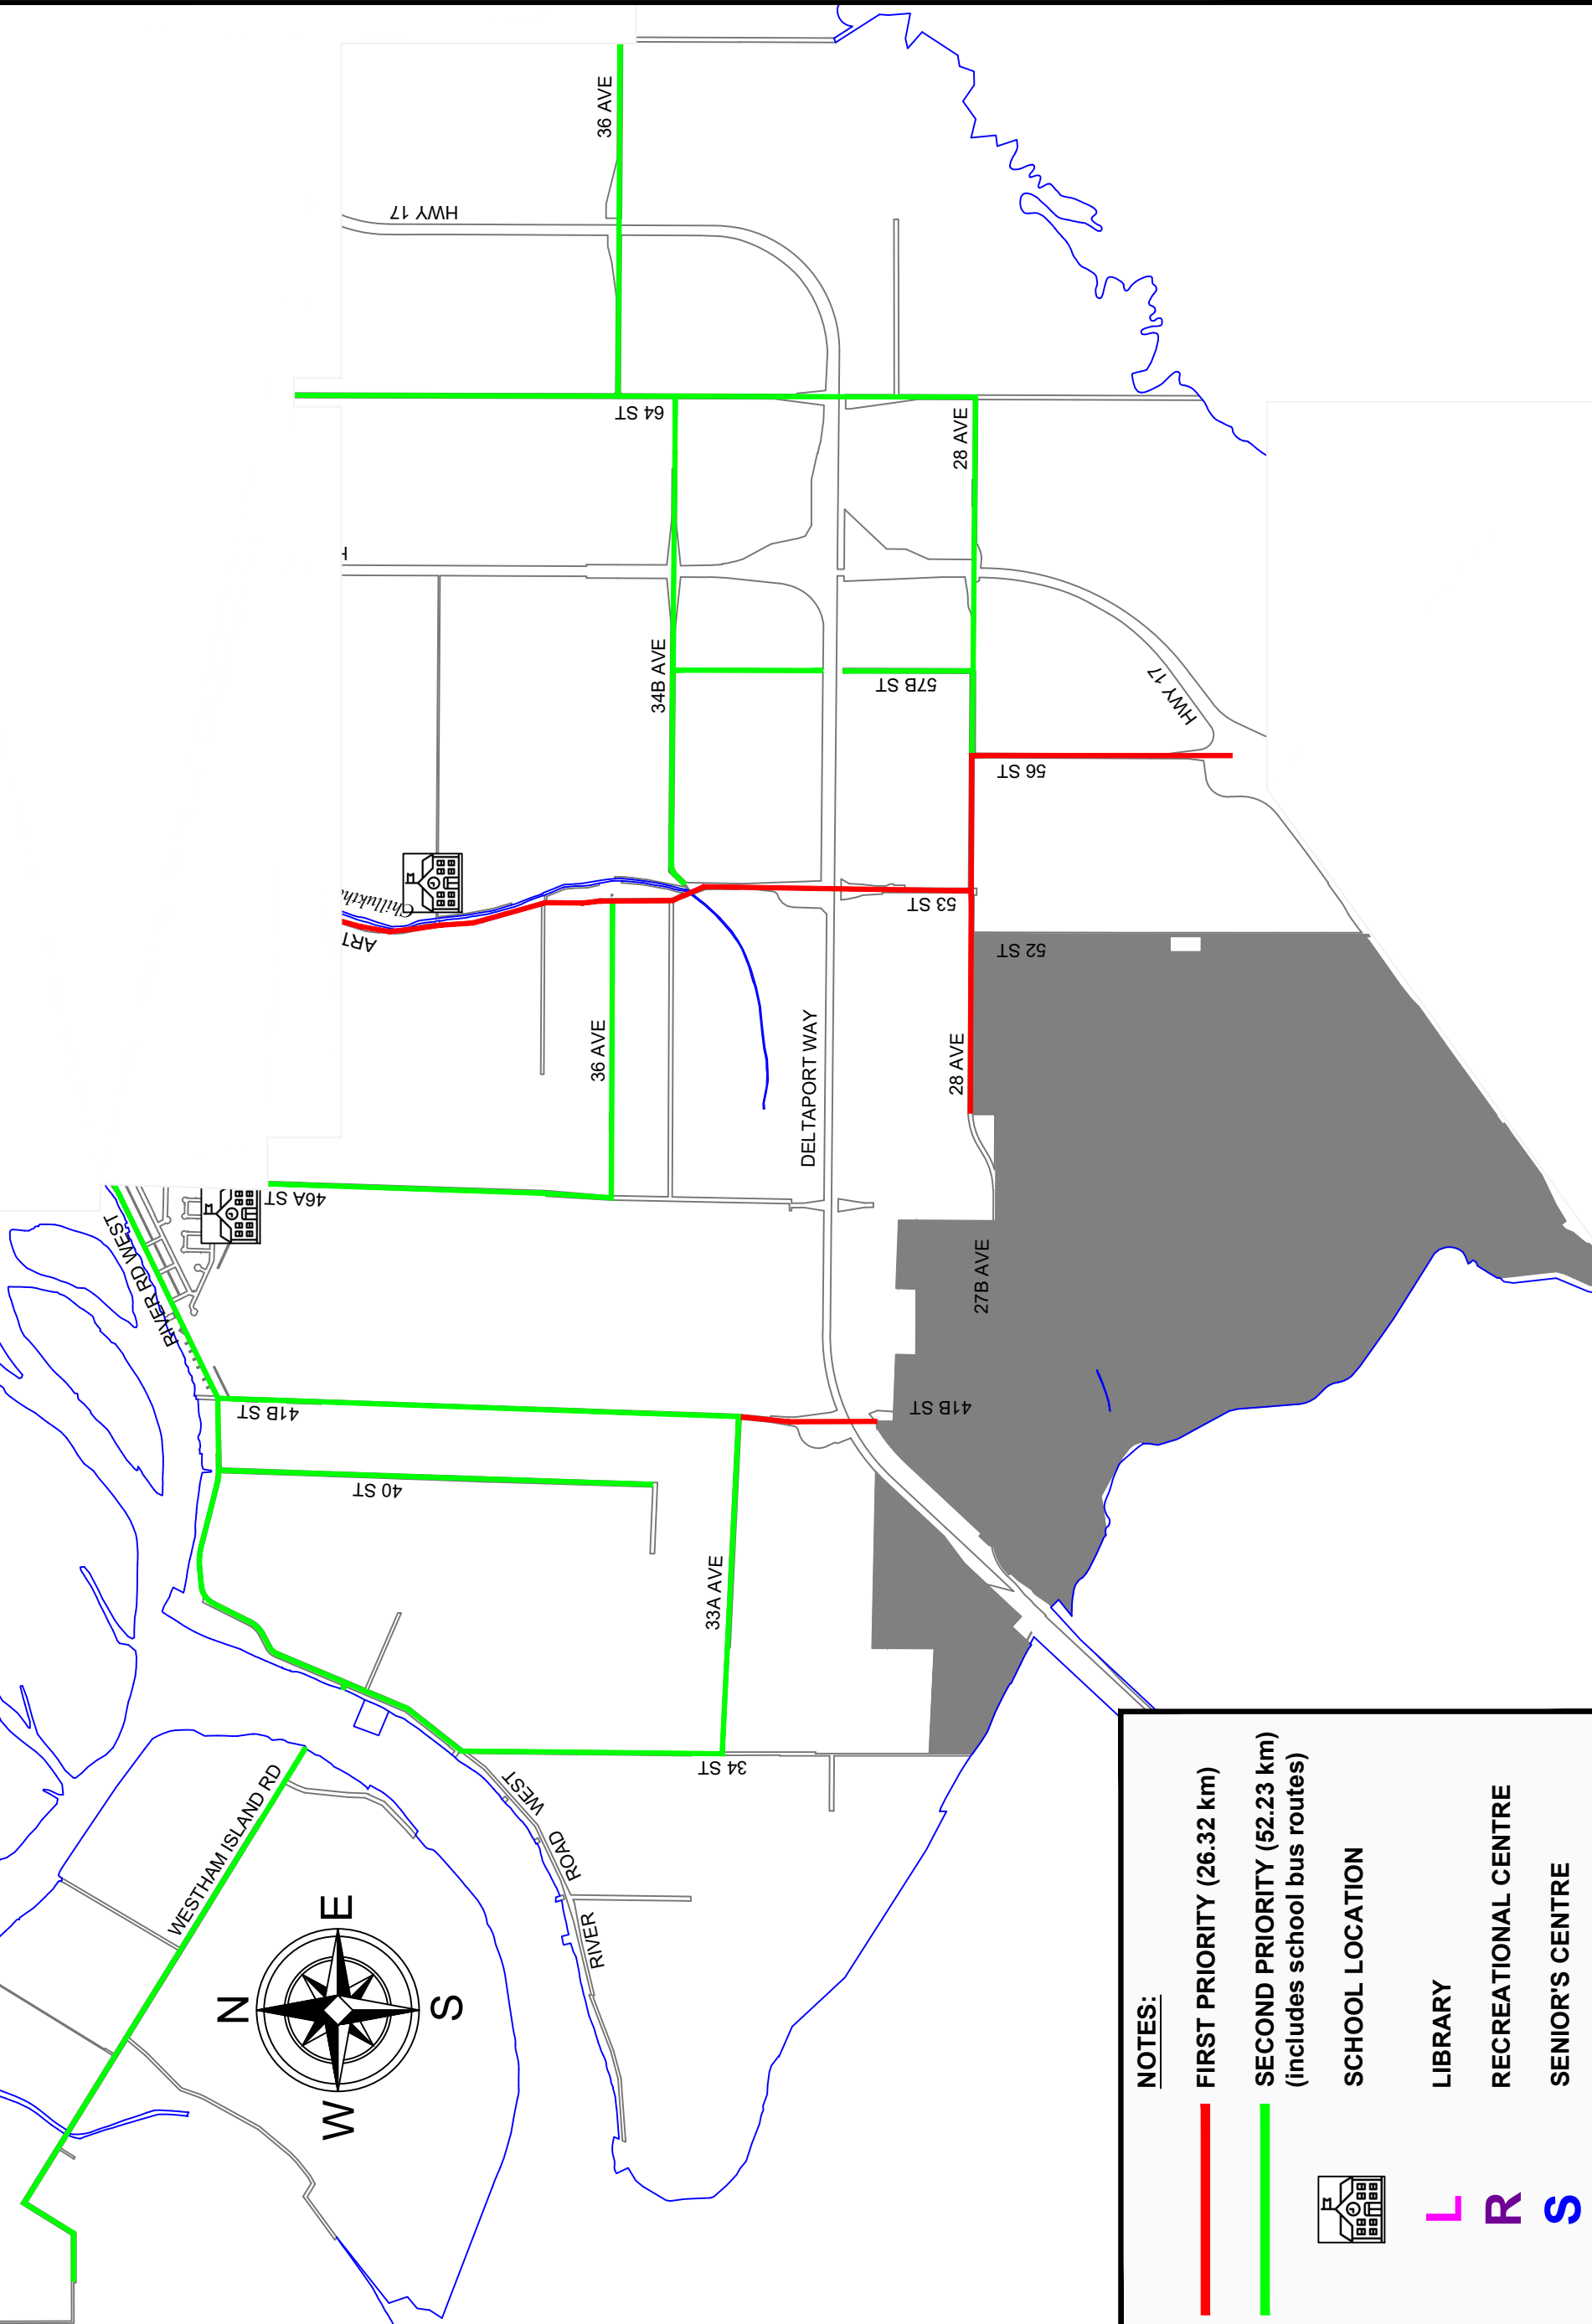 36 AVE
HWY 17
64 ST
28 AVE
H
34B AVE
57B ST
HWY 17
56 ST
Chillukthu
ART
53 ST
52 ST
36 AVE
DELTAPORT WAY
28 AVE
46A ST
RIVER RD WEST
27B AVE
41B ST
41B ST
40 ST
33A AVE
34 ST
WESTHAM ISLAND RD
RIVER ROAD WEST
N
E
S
W
NOTES:
FIRST PRIORITY (26.32 km)
SECOND PRIORITY (52.23 km)
(includes school bus routes)
SCHOOL LOCATION
L LIBRARY
R RECREATIONAL CENTRE
S SENIOR'S CENTRE